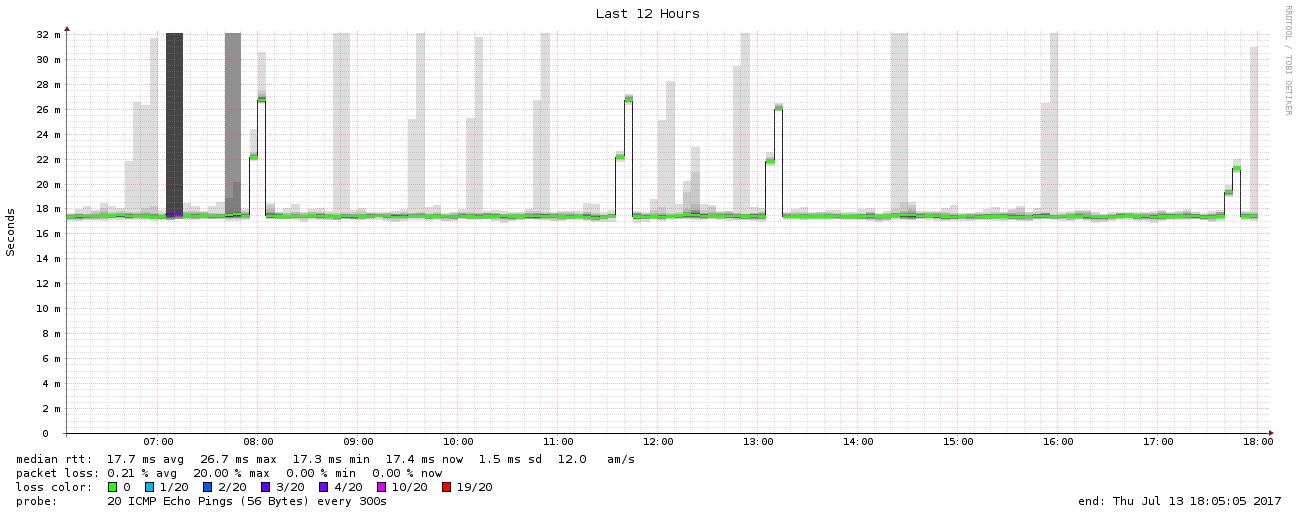 Last 12 Hours
RRDTOOL / TOBI OETIKER
Seconds
32 m
30 m
28 m
26 m
24 m
22 m
20 m
18 m
16 m
14 m
12 m
10 m
8 m
6 m
4 m
2 m
0
07:00 08:00 09:00 10:00 11:00 12:00 13:00 14:00 15:00 16:00 17:00 18:00
median rtt: 17.7 ms avg 26.7 ms max 17.3 ms min 17.4 ms now 1.5 ms sd 12.0 am/s
packet loss: 0.21 % avg 20.00 % max 0.00 % min 0.00 % now
loss color: 0 1/20 2/20 3/20 4/20 10/20 19/20
probe: 20 ICMP Echo Pings (56 Bytes) every 300s end: Thu Jul 13 18:05:05 2017